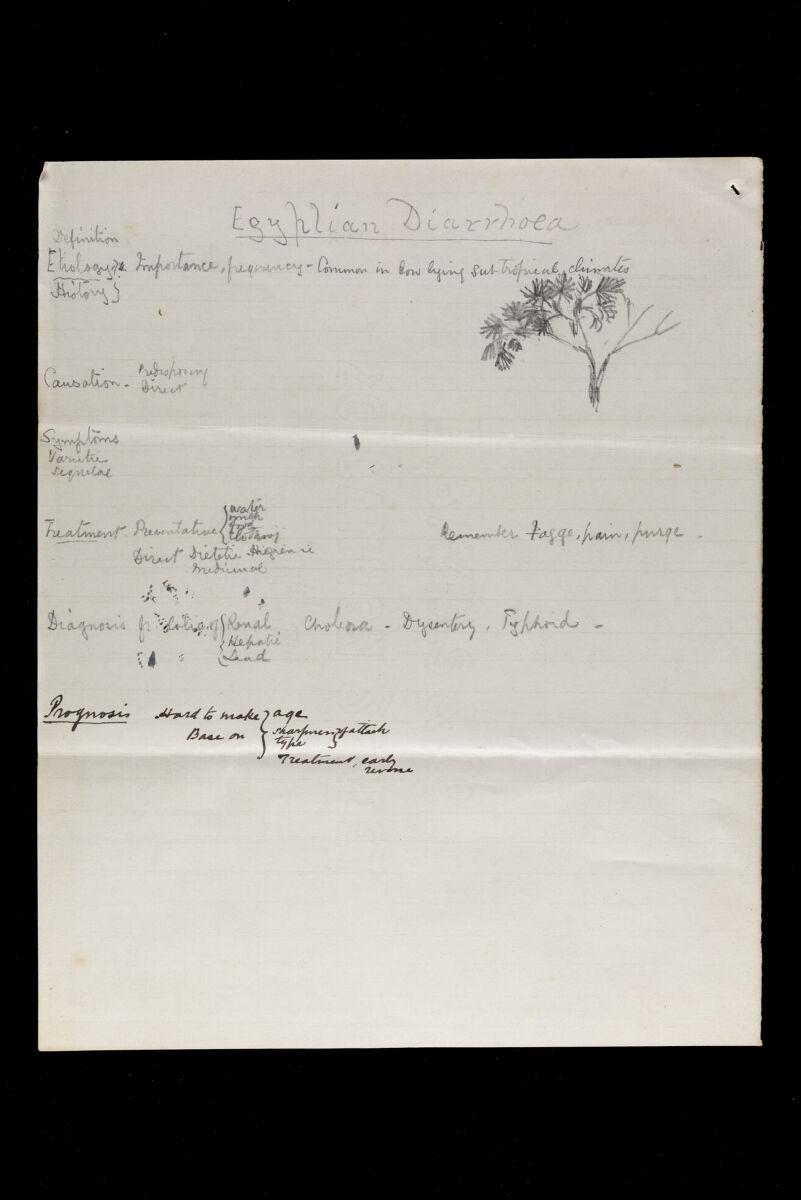 Egyptian Diarrhoea
Definition
Etiology & Importance, frequency - Common in low lying sub-tropical climates
History }
Causation - Predisposing
Direct
Symptoms
Varieties
Sequelae
Treatment Preventative { water
milk
food
clothing
Remember Fagge, pain, purge.
Direct Dietetic Hygienic
Medicinal
Diagnosis fr Colic of { Renal Cholera - Dysentery, Typhoid -
Hepatic
Lead
Prognosis Hard to make } age
Base on { sharpness } of attack
type
Treatment, early
reverse